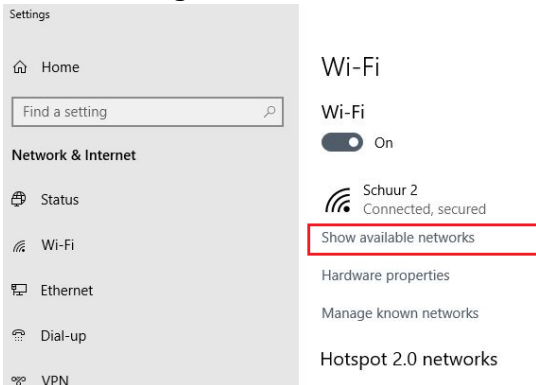 Settings
Home
Find a setting
Network & Internet
Status
Wi-Fi
Ethernet
Dial-up
VPN
Wi-Fi
Wi-Fi
On
Schuur 2
Connected, secured
Show available networks
Hardware properties
Manage known networks
Hotspot 2.0 networks